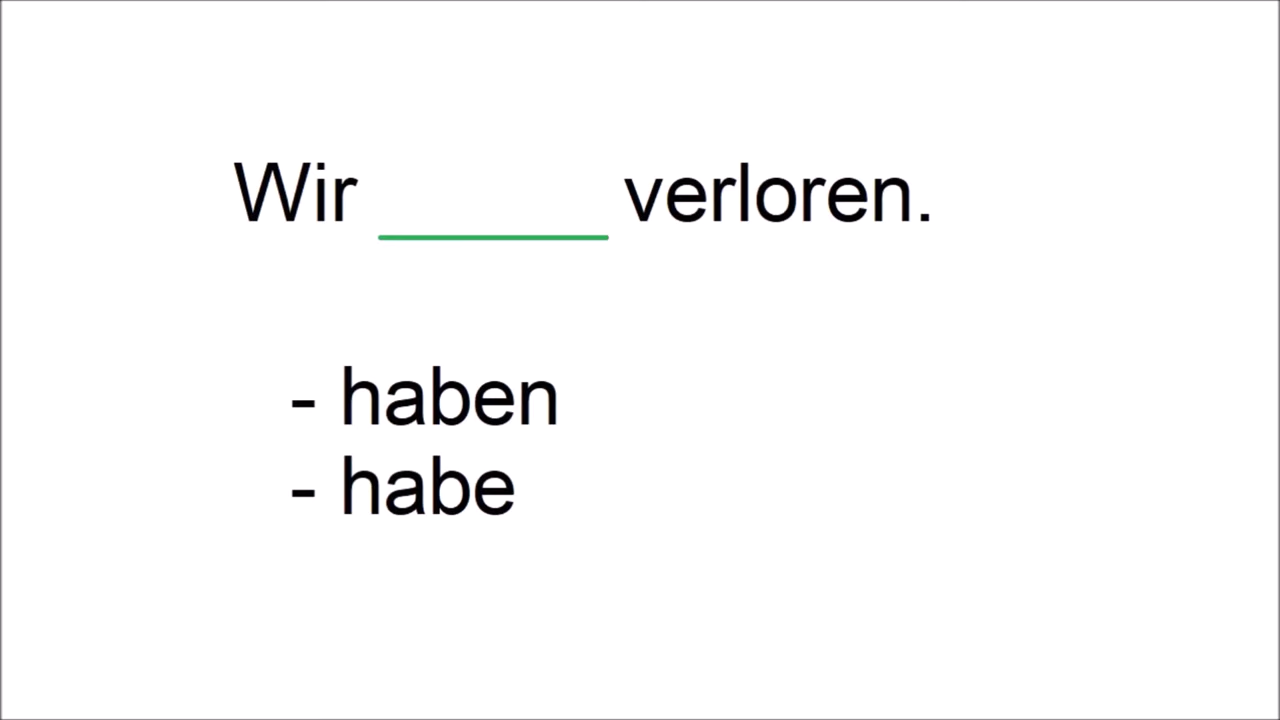 Wir ______ verloren.
- haben
- habe